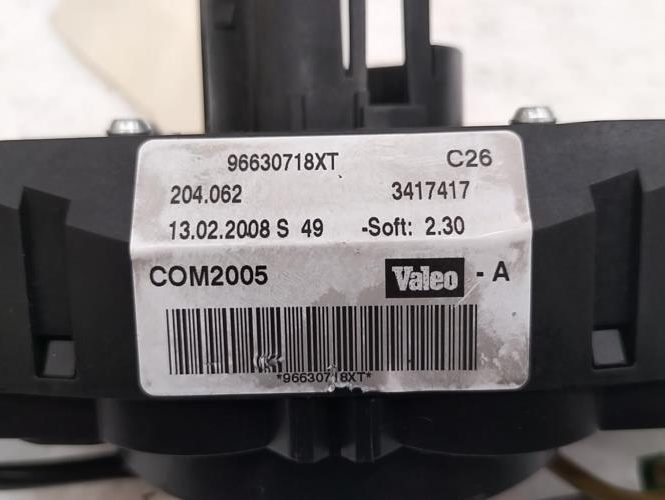 96630718XT C26
204.062 3417417
13.02.2008 S 49 -Soft: 2.30
COM2005 Valeo - A
*96630718XT*